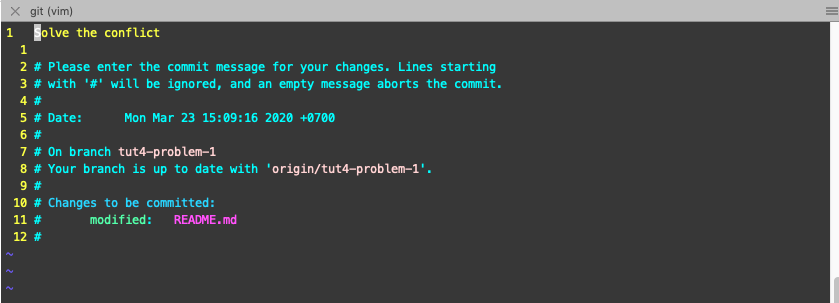 git (vim)
1 Solve the conflict
1
2 # Please enter the commit message for your changes. Lines starting
3 # with '#' will be ignored, and an empty message aborts the commit.
4 #
5 # Date:      Mon Mar 23 15:09:16 2020 +0700
6 #
7 # On branch tut4-problem-1
8 # Your branch is up to date with 'origin/tut4-problem-1'.
9 #
10 # Changes to be committed:
11 #       modified:   README.md
12 #
~
~
~